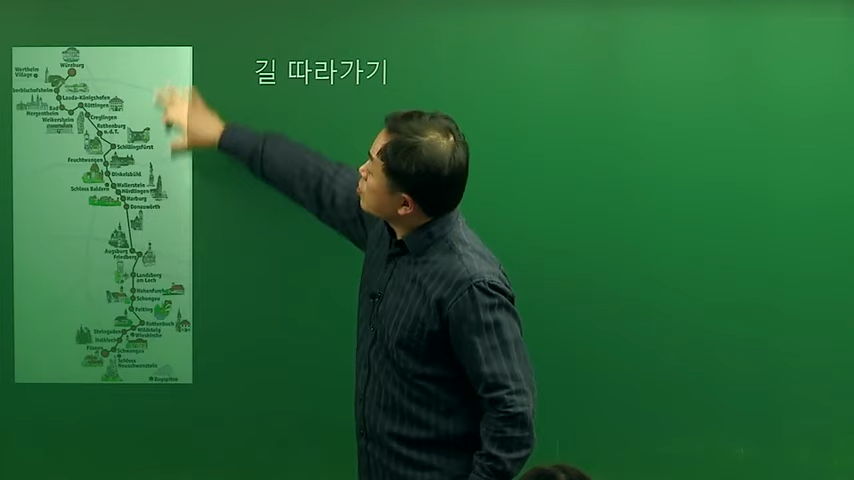 길 따라가기
Würzburg
Wertheim
Village
Tauberbischofsheim
Lauda-Königshofen
Röttingen
Bad
Mergentheim
Creglingen
Weikersheim
Rothenburg
o.d.T.
Schillingsfürst
Feuchtwangen
Dinkelsbühl
Wallerstein
Schloss Baldern
Nördlingen
Harburg
Donauwörth
Augsburg
Friedberg
Landsberg
am Lech
Hohenfurch
Schongau
Peiting
Rottenbuch
Wildsteig
Steingaden
Wieskirche
Halblech
Füssen
Schwangau
Schloss
Neuschwanstein